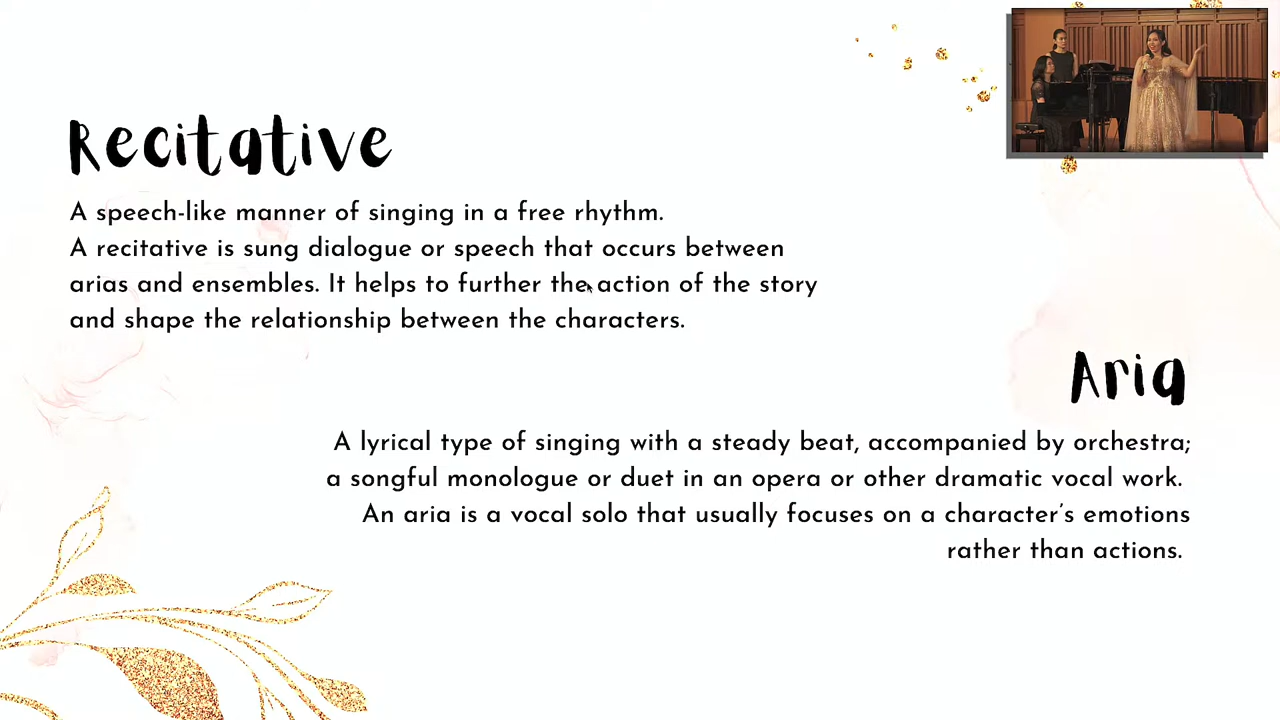 Recitative
A speech-like manner of singing in a free rhythm.
A recitative is sung dialogue or speech that occurs between
arias and ensembles. It helps to further the action of the story
and shape the relationship between the characters.
Aria
A lyrical type of singing with a steady beat, accompanied by orchestra;
a songful monologue or duet in an opera or other dramatic vocal work.
An aria is a vocal solo that usually focuses on a character's emotions
rather than actions.